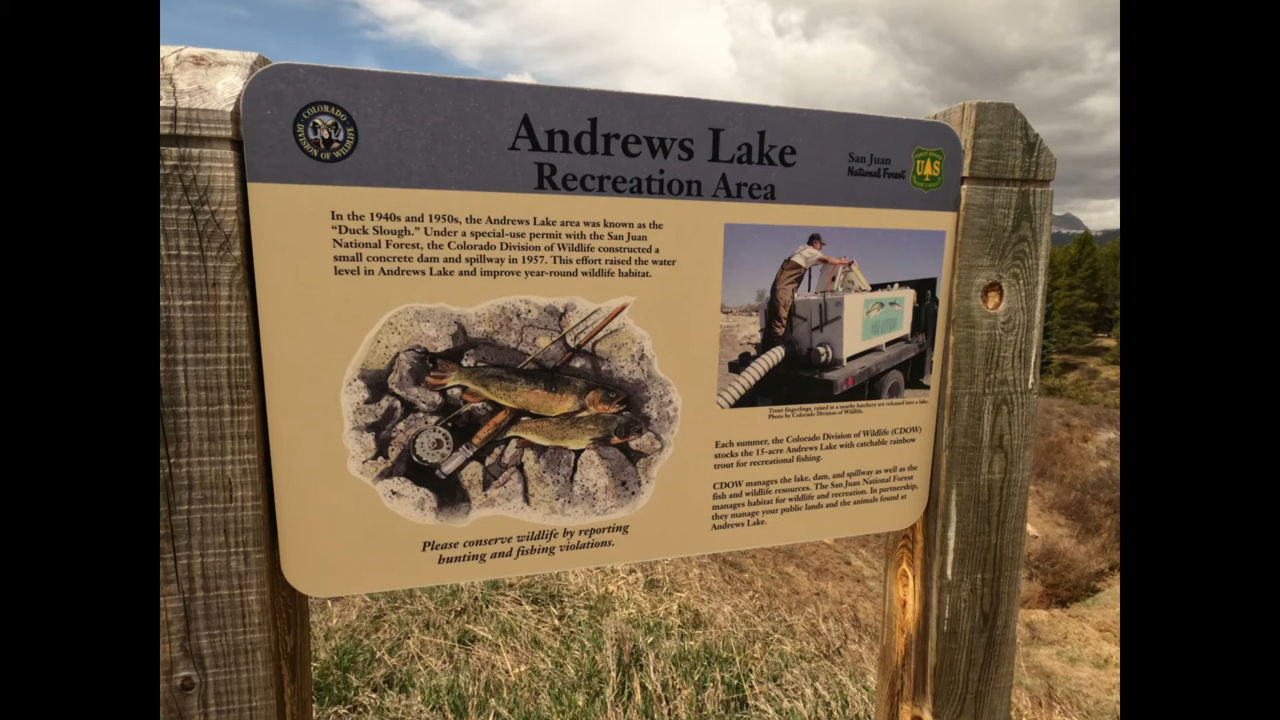 COLORADO
DIVISION OF WILDLIFE
Andrews Lake
Recreation Area
San Juan
National Forest
UAS
In the 1940s and 1950s, the Andrews Lake area was known as the
“Duck Slough.” Under a special-use permit with the San Juan
National Forest, the Colorado Division of Wildlife constructed a
small concrete dam and spillway in 1957. This effort raised the water
level in Andrews Lake and improve year-round wildlife habitat.
Please conserve wildlife by reporting
hunting and fishing violations.
Trout fingerlings, raised in a nearby hatchery are released into a lake.
Photo by Colorado Division of Wildlife.
Each summer, the Colorado Division of Wildlife (CDOW)
stocks the 15-acre Andrews Lake with catchable rainbow
trout for recreational fishing.
CDOW manages the lake, dam, and spillway as well as the
fish and wildlife resources. The San Juan National Forest
manages habitat for wildlife and recreation. In partnership,
they manage your public lands and the animals found at
Andrews Lake.